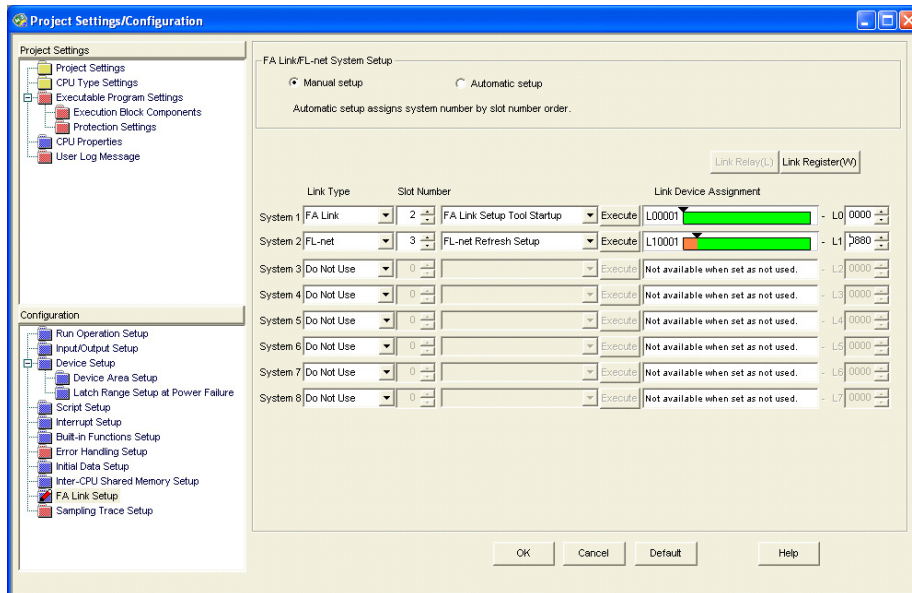 Project Settings/Configuration
Project Settings
Project Settings
CPU Type Settings
Executable Program Settings
Execution Block Components
Protection Settings
CPU Properties
User Log Message
Configuration
Run Operation Setup
Input/Output Setup
Device Setup
Device Area Setup
Latch Range Setup at Power Failure
Script Setup
Interrupt Setup
Built-in Functions Setup
Error Handling Setup
Initial Data Setup
Inter-CPU Shared Memory Setup
FA Link Setup
Sampling Trace Setup
FA Link/FL-net System Setup
Manual setup Automatic setup
Automatic setup assigns system number by slot number order.
Link Relay(L) Link Register(W)
Link Type Slot Number Link Device Assignment
System 1 FA Link 2 FA Link Setup Tool Startup Execute L00001 - L0 0000
System 2 FL-net 3 FL-net Refresh Setup Execute L10001 - L1 0880
System 3 Do Not Use 0 Execute Not available when set as not used. - L2 0000
System 4 Do Not Use 0 Execute Not available when set as not used. - L3 0000
System 5 Do Not Use 0 Execute Not available when set as not used. - L4 0000
System 6 Do Not Use 0 Execute Not available when set as not used. - L5 0000
System 7 Do Not Use 0 Execute Not available when set as not used. - L6 0000
System 8 Do Not Use 0 Execute Not available when set as not used. - L7 0000
OK Cancel Default Help